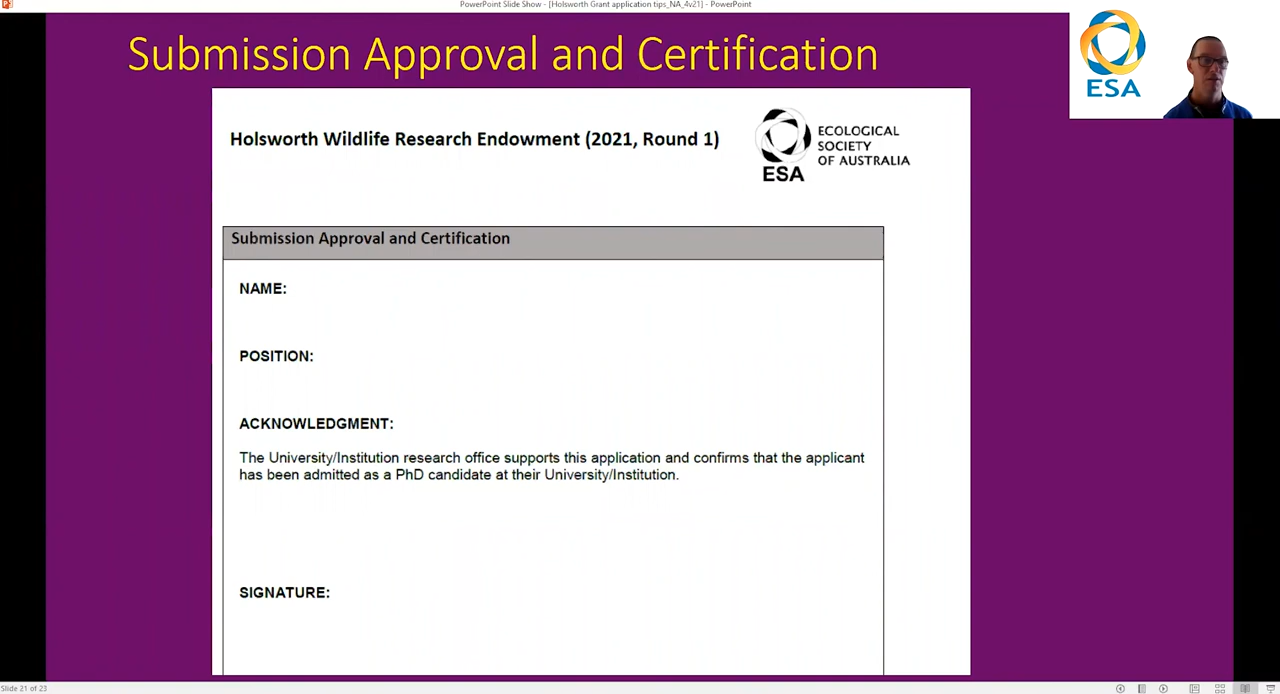 PowerPoint Slide Show - [Holsworth Grant application tips_NA_4v21] - PowerPoint
Submission Approval and Certification
ESA
Holsworth Wildlife Research Endowment (2021, Round 1)
ECOLOGICAL
SOCIETY
OF AUSTRALIA
ESA
Submission Approval and Certification
NAME:
POSITION:
ACKNOWLEDGMENT:
The University/Institution research office supports this application and confirms that the applicant
has been admitted as a PhD candidate at their University/Institution.
SIGNATURE:
Slide 21 of 23